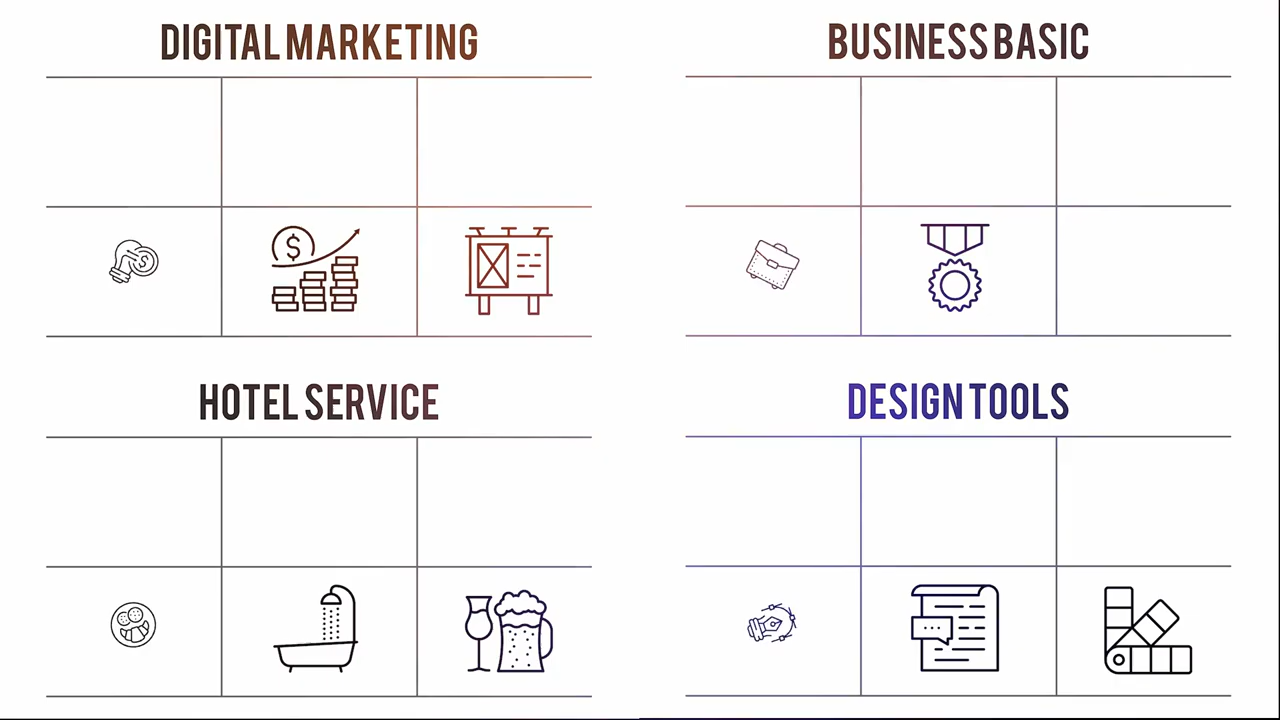 DIGITAL MARKETING
BUSINESS BASIC
$
$
HOTEL SERVICE
DESIGN TOOLS